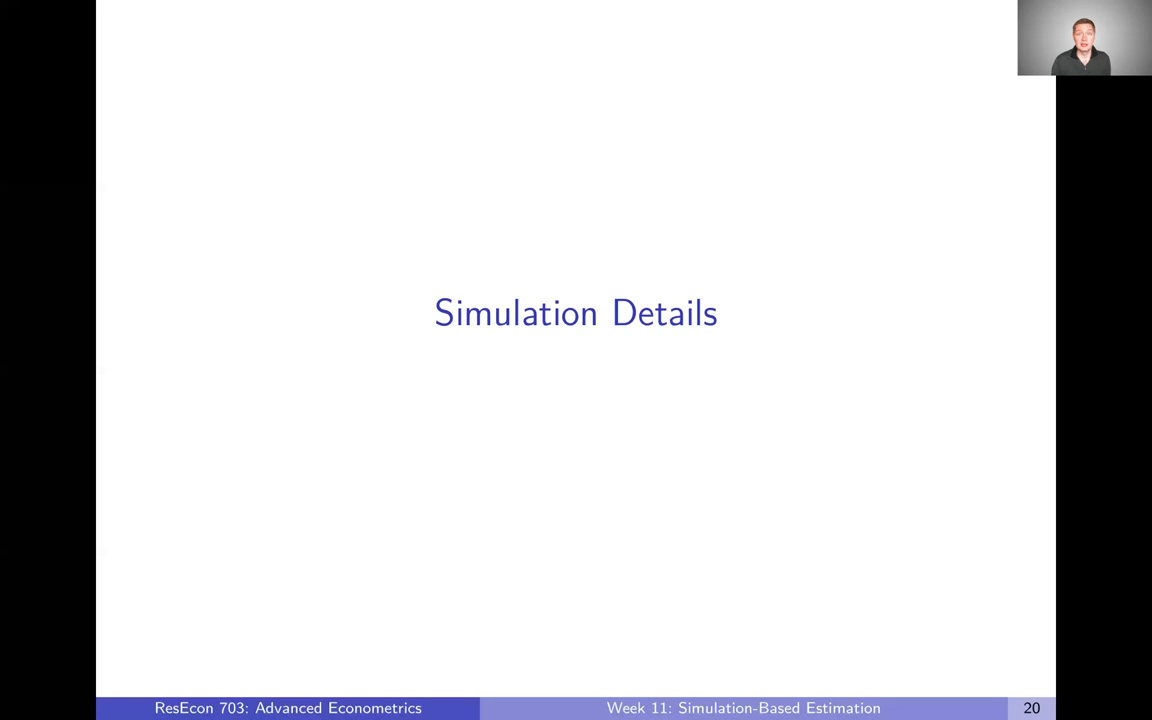 Simulation Details
ResEcon 703: Advanced Econometrics
Week 11: Simulation-Based Estimation
20